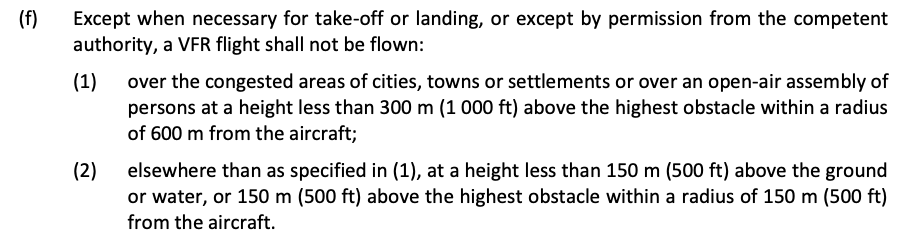 (f) Except when necessary for take-off or landing, or except by permission from the competent
authority, a VFR flight shall not be flown:
(1) over the congested areas of cities, towns or settlements or over an open-air assembly of
persons at a height less than 300 m (1 000 ft) above the highest obstacle within a radius
of 600 m from the aircraft;
(2) elsewhere than as specified in (1), at a height less than 150 m (500 ft) above the ground
or water, or 150 m (500 ft) above the highest obstacle within a radius of 150 m (500 ft)
from the aircraft.